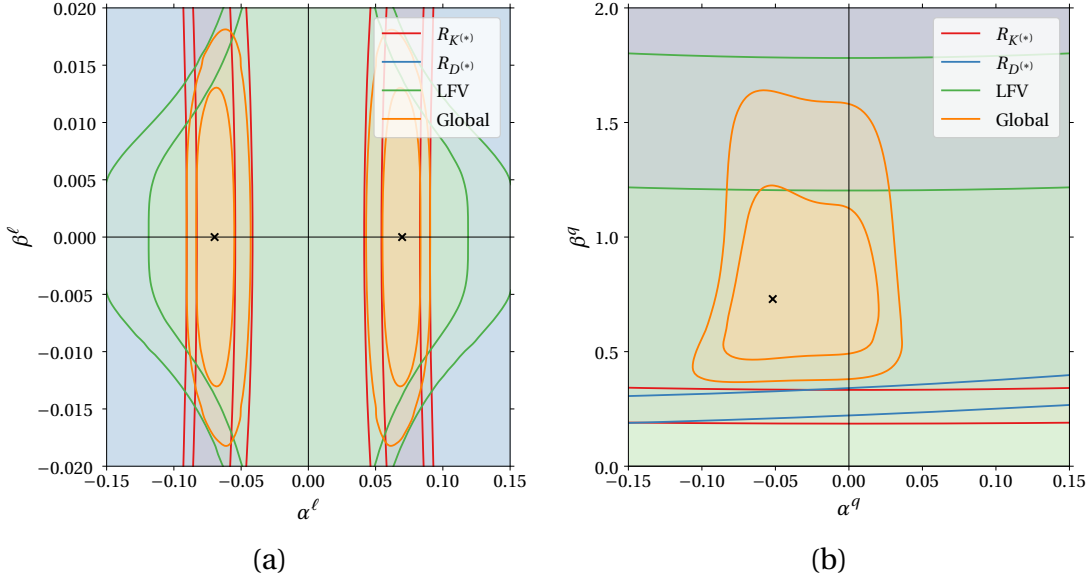 0.020
0.015
0.010
0.005
0.000
−0.005
−0.010
−0.015
−0.020
β^ℓ
−0.15
−0.10
−0.05
0.00
0.05
0.10
0.15
α^ℓ
R_{K^{(*)}}
R_{D^{(*)}}
LFV
Global
(a)
2.0
1.5
1.0
0.5
0.0
β^q
−0.15
−0.10
−0.05
0.00
0.05
0.10
0.15
α^q
R_{K^{(*)}}
R_{D^{(*)}}
LFV
Global
(b)